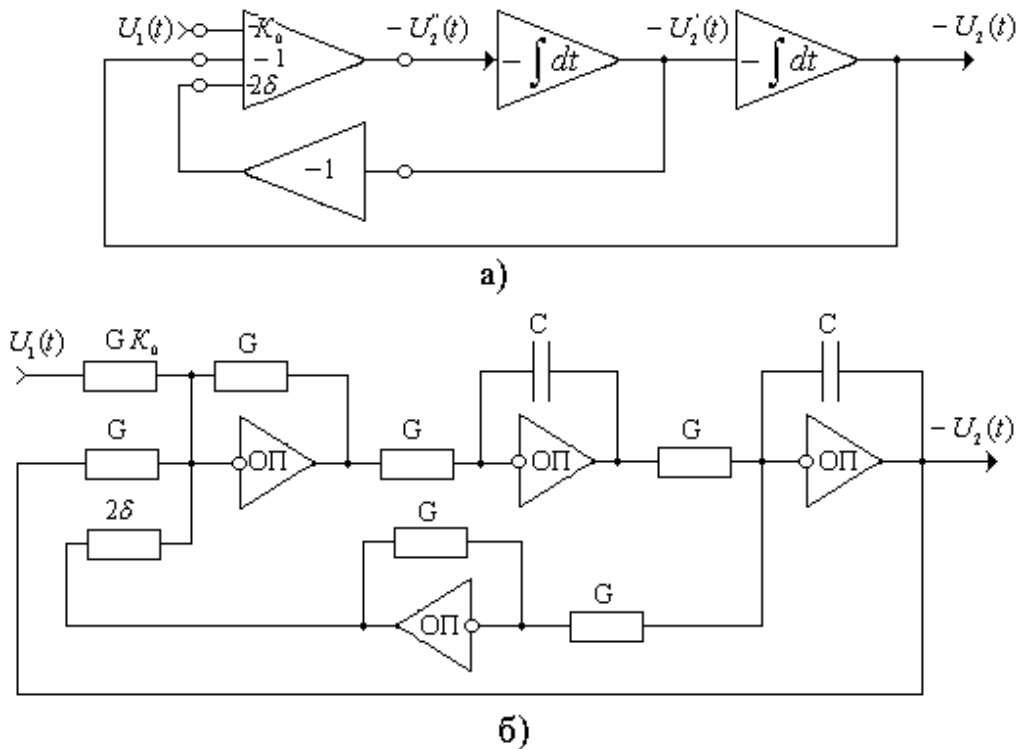 U₁(t) -K₀ -U₂''(t) -∫dt -U₂'(t) -∫dt -U₂(t)
-1
2δ
-1
а)
U₁(t) G K₀ G C C
G ОП G ОП G ОП -U₂(t)
2δ G
ОП G
б)